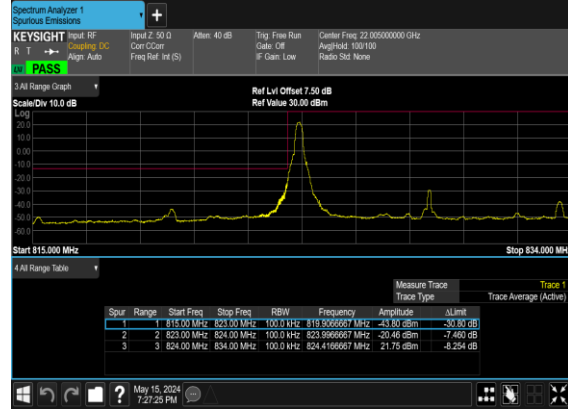 Spectrum Analyzer 1
Spurious Emissions
+
KEYSIGHT Input: RF Input Z: 50 Ω Atten: 40 dB Trig: Free Run Center Freq: 22.005000000 GHz
R T Coupling: DC Corr CCorr Gate: Off Avg|Hold: 100/100
Align: Auto Freq Ref: Int (S) IF Gain: Low Radio Std: None
PASS
3 All Range Graph
Ref Lvl Offset 7.50 dB
Scale/Div 10.0 dB Ref Value 30.00 dBm
Log
20.0
10.0
0.00
-10.0
-20.0
-30.0
-40.0
-50.0
-60.0
Start 815.000 MHz Stop 834.000 MHz
4 All Range Table
Measure Trace Trace 1
Trace Type Trace Average (Active)
Spur Range Start Freq Stop Freq RBW Frequency Amplitude ΔLimit
1 1 815.00 MHz 823.00 MHz 100.0 kHz 819.9066667 MHz -43.80 dBm -30.80 dB
2 2 823.00 MHz 824.00 MHz 100.0 kHz 823.9966667 MHz -20.46 dBm -7.460 dB
3 3 824.00 MHz 834.00 MHz 100.0 kHz 824.4166667 MHz 21.75 dBm -8.254 dB
? May 15, 2024
7:27:25 PM